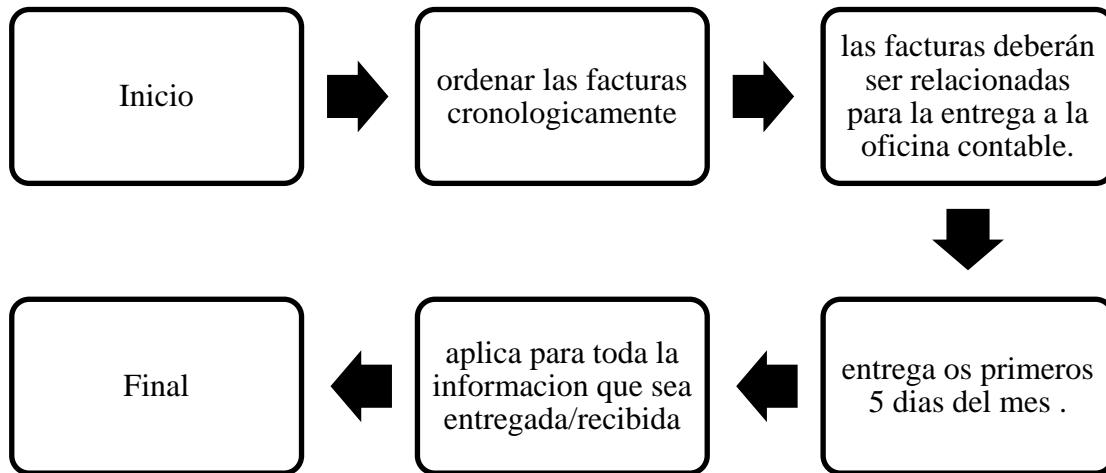 Inicio
ordenar las facturas
cronologicamente
las facturas deberán
ser relacionadas
para la entrega a la
oficina contable.
entrega os primeros
5 dias del mes .
aplica para toda la
informacion que sea
entregada/recibida
Final